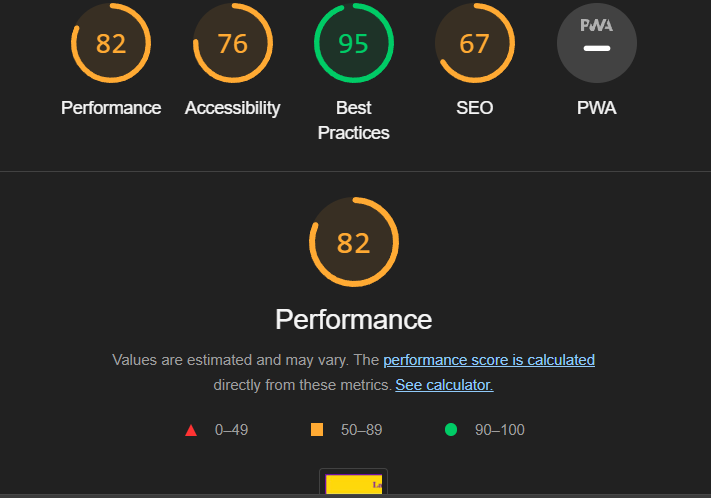 82 76 95 67 PWA
Performance Accessibility Best Practices SEO PWA
82
Performance
Values are estimated and may vary. The performance score is calculated
directly from these metrics. See calculator.
0–49 50–89 90–100